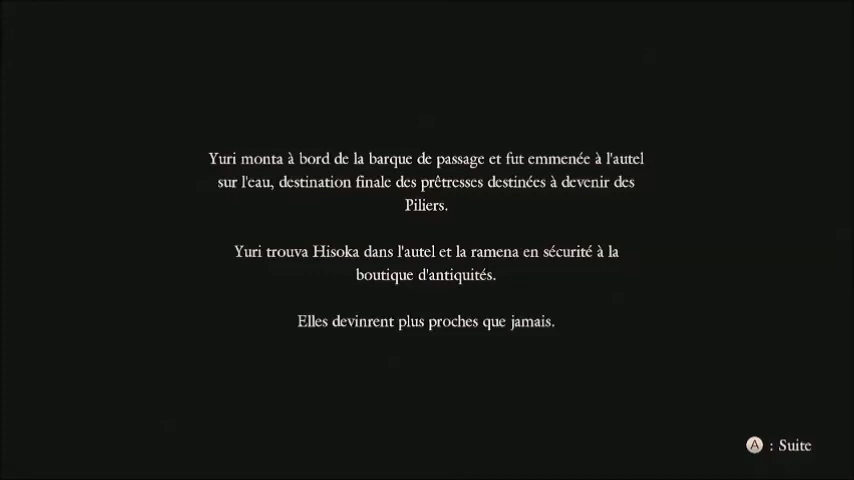 Yuri monta à bord de la barque de passage et fut emmenée à l'autel
sur l'eau, destination finale des prêtresses destinées à devenir des
Piliers.
Yuri trouva Hisoka dans l'autel et la ramena en sécurité à la
boutique d'antiquités.
Elles devinrent plus proches que jamais.
A : Suite